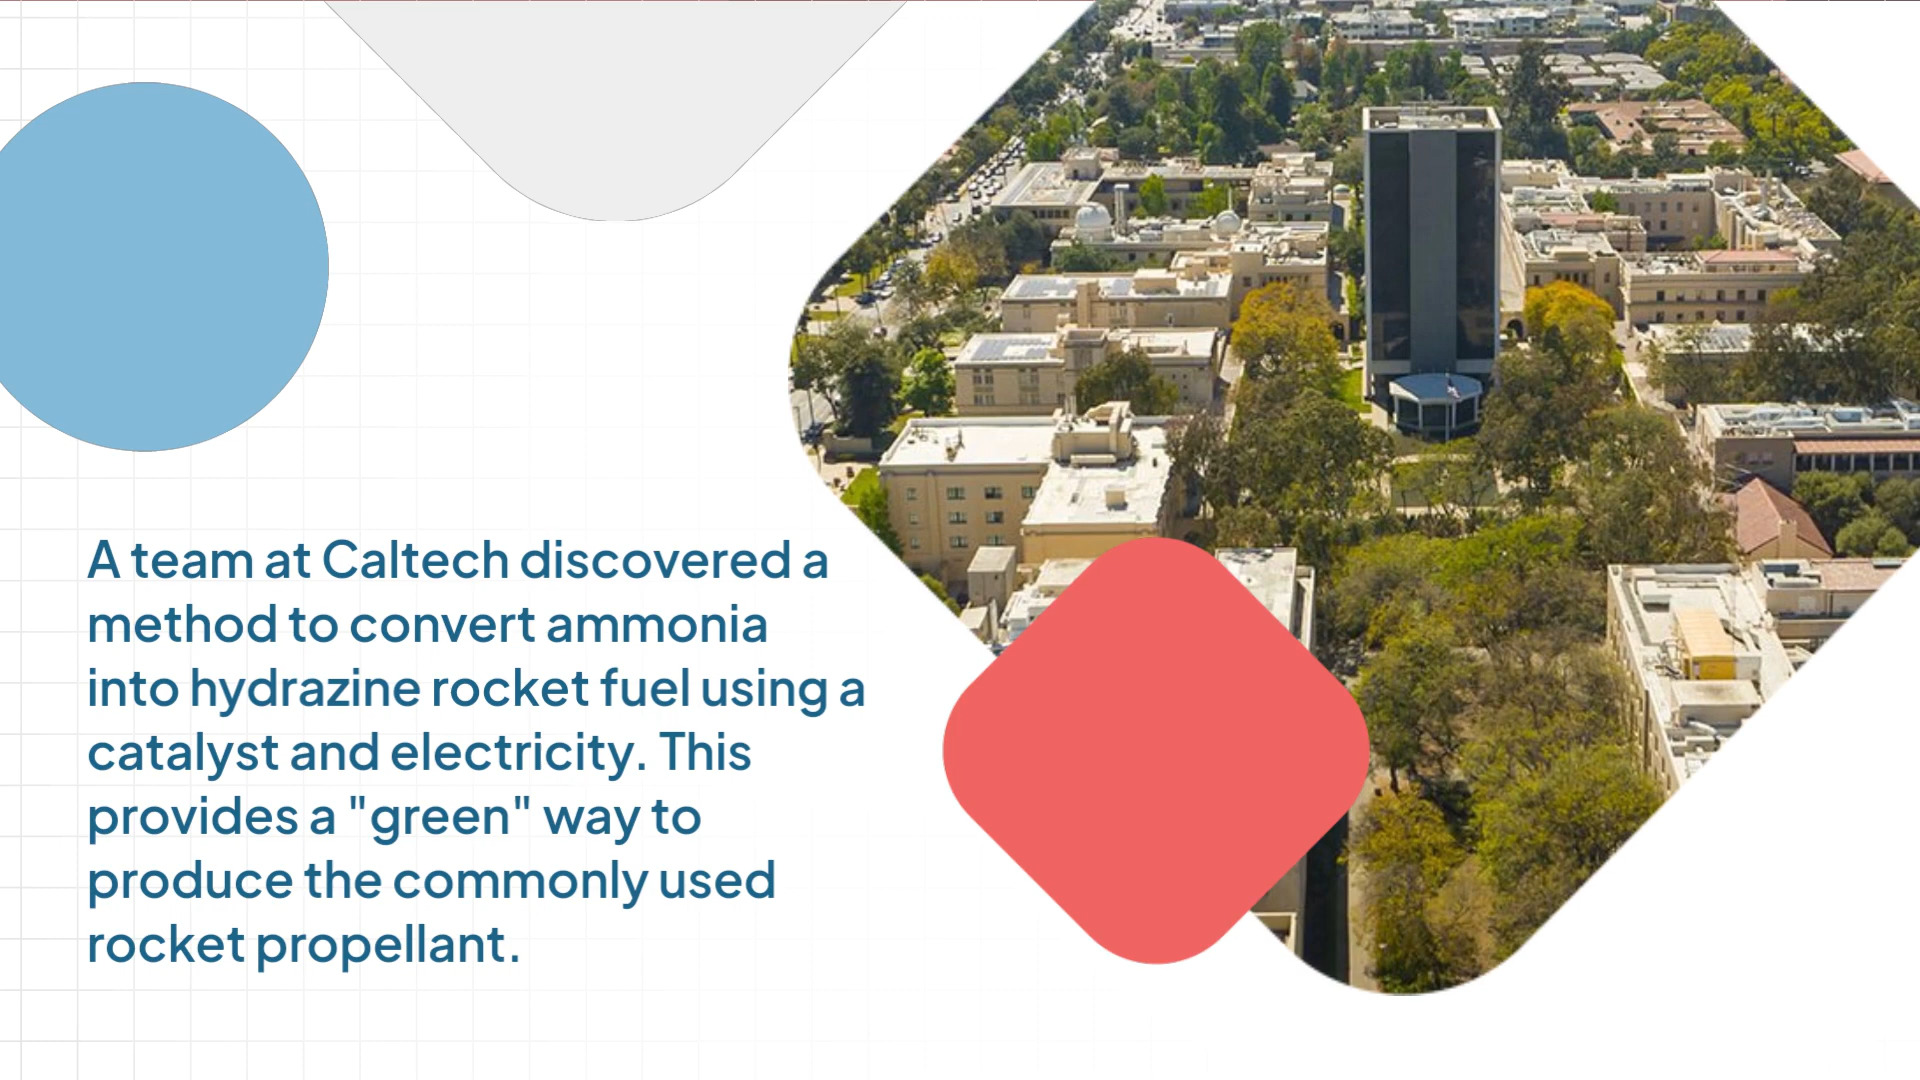 A team at Caltech discovered a
method to convert ammonia
into hydrazine rocket fuel using a
catalyst and electricity. This
provides a "green" way to
produce the commonly used
rocket propellant.